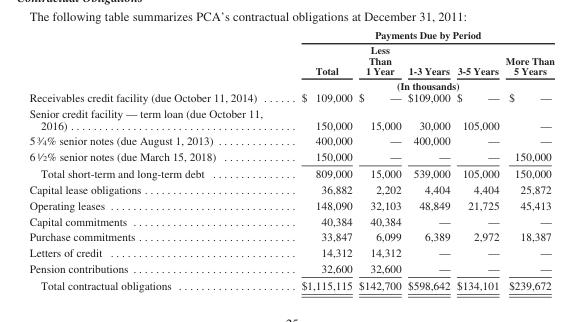 The following table summarizes PCA's contractual obligations at December 31, 2011:
Payments Due by Period
Less
Than More Than
Total 1 Year 1-3 Years 3-5 Years 5 Years
(In thousands)
Receivables credit facility (due October 11, 2014) ...... $ 109,000 $ — $109,000 $ — $ —
Senior credit facility — term loan (due October 11,
2016) ........ 150,000 15,000 30,000 105,000 —
5¾% senior notes (due August 1, 2013) ........ 400,000 — 400,000 — —
6½% senior notes (due March 15, 2018) ........ 150,000 — — — 150,000
Total short-term and long-term debt ........ 809,000 15,000 539,000 105,000 150,000
Capital lease obligations ........ 36,882 2,202 4,404 4,404 25,872
Operating leases ........ 148,090 32,103 48,849 21,725 45,413
Capital commitments ........ 40,384 40,384 — — —
Purchase commitments ........ 33,847 6,099 6,389 2,972 18,387
Letters of credit ........ 14,312 14,312 — — —
Pension contributions ........ 32,600 32,600 — — —
Total contractual obligations ........ $1,115,115 $142,700 $598,642 $134,101 $239,672